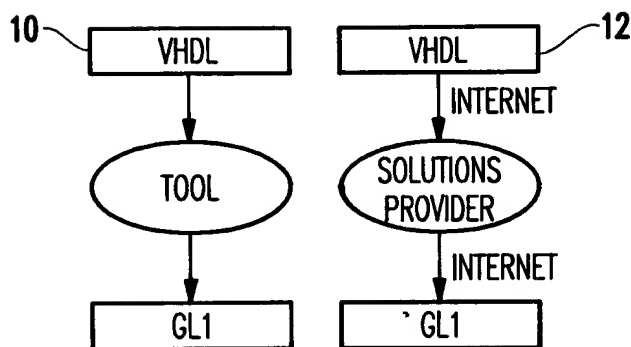 10
VHDL
TOOL
GL1
VHDL
12
INTERNET
SOLUTIONS
PROVIDER
INTERNET
GL1